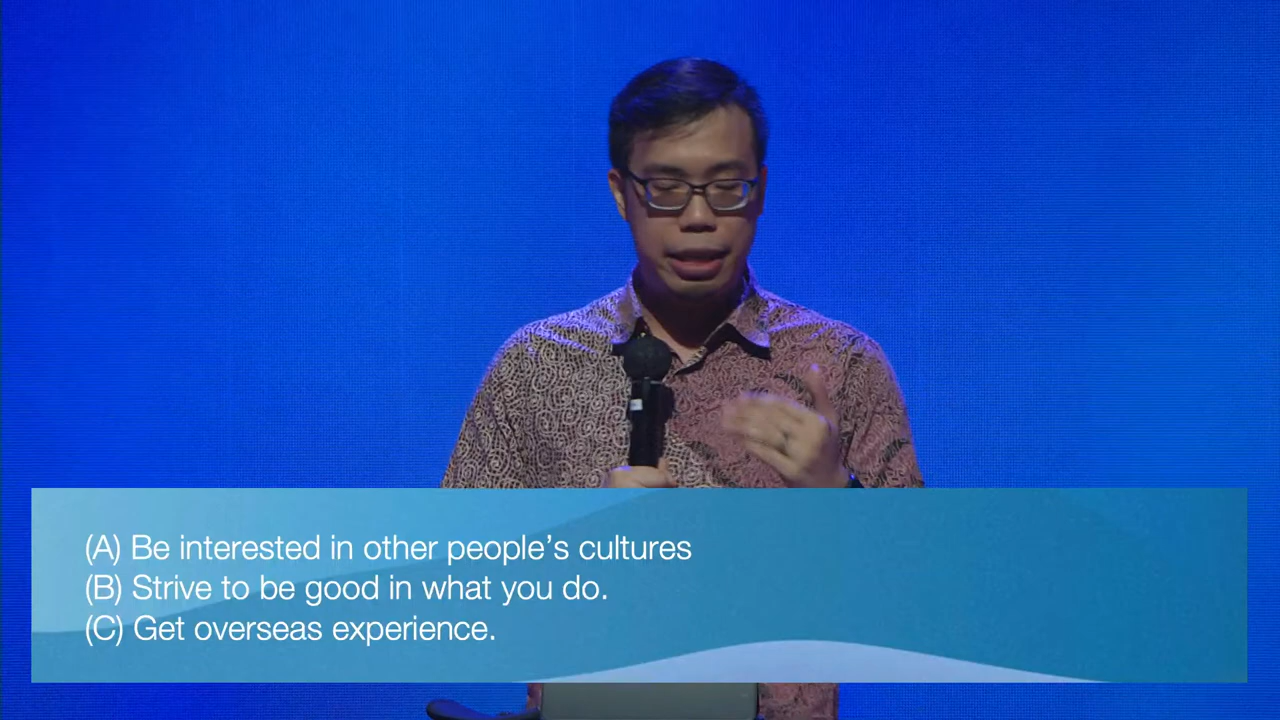 (A) Be interested in other people’s cultures
(B) Strive to be good in what you do.
(C) Get overseas experience.